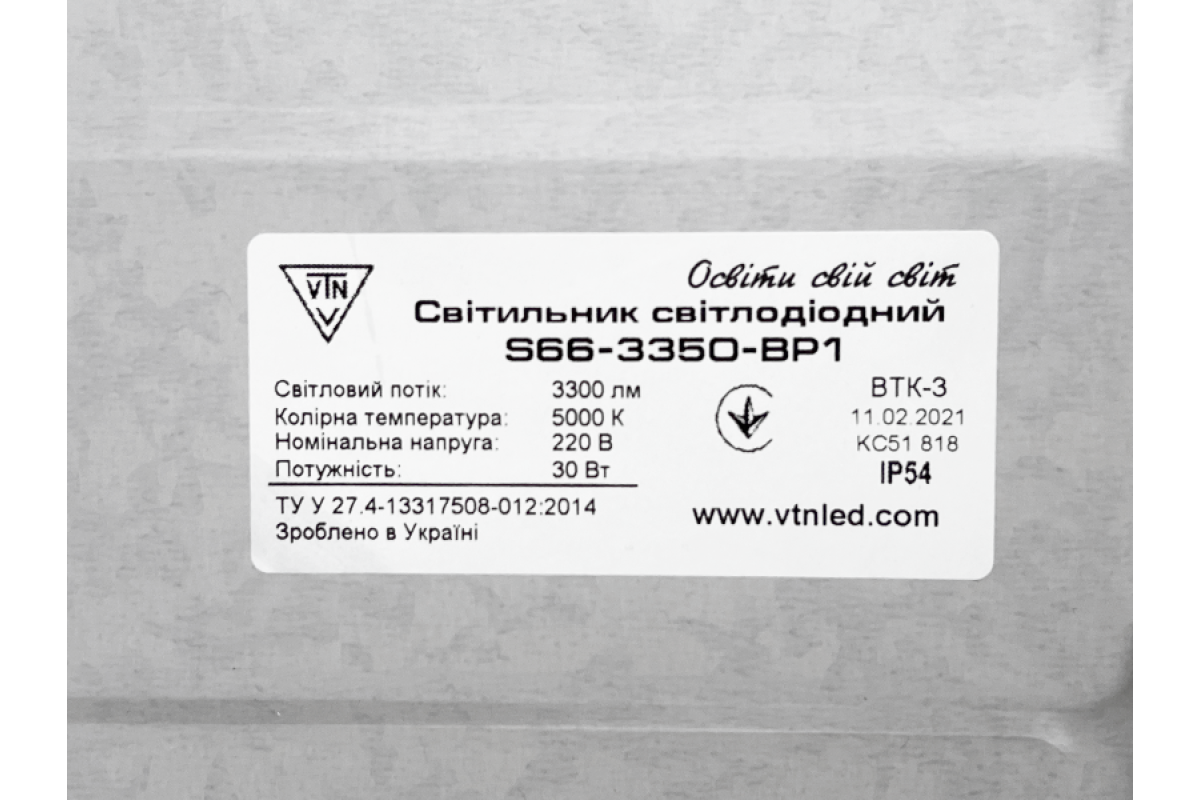 VTN
V
Освіти свій світ
Світильник світлодіодний
S66-3350-BP1
Світловий потік: 3300 лм
Колірна температура: 5000 К
Номінальна напруга: 220 В
Потужність: 30 Вт
ТУ У 27.4-13317508-012:2014
Зроблено в Україні
ВТК-3
11.02.2021
КС51 818
IP54
www.vtnled.com